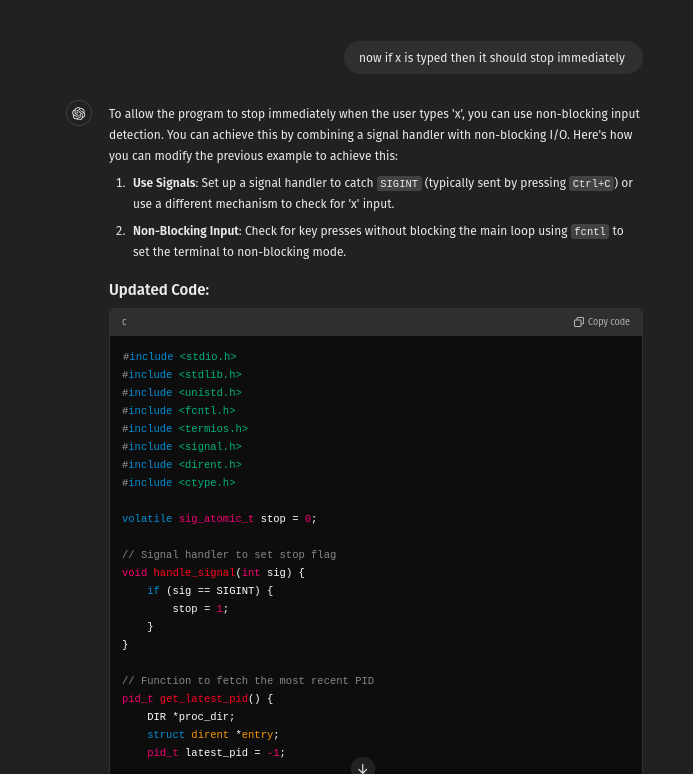 now if x is typed then it should stop immediately
To allow the program to stop immediately when the user types 'x', you can use non-blocking input
detection. You can achieve this by combining a signal handler with non-blocking I/O. Here's how
you can modify the previous example to achieve this:
1. Use Signals: Set up a signal handler to catch SIGINT (typically sent by pressing Ctrl+C) or
use a different mechanism to check for 'x' input.
2. Non-Blocking Input: Check for key presses without blocking the main loop using fcntl to
set the terminal to non-blocking mode.
Updated Code:
c Copy code
#include <stdio.h>
#include <stdlib.h>
#include <unistd.h>
#include <fcntl.h>
#include <termios.h>
#include <signal.h>
#include <dirent.h>
#include <ctype.h>
volatile sig_atomic_t stop = 0;
// Signal handler to set stop flag
void handle_signal(int sig) {
if (sig == SIGINT) {
stop = 1;
}
}
// Function to fetch the most recent PID
pid_t get_latest_pid() {
DIR *proc_dir;
struct dirent *entry;
pid_t latest_pid = -1;